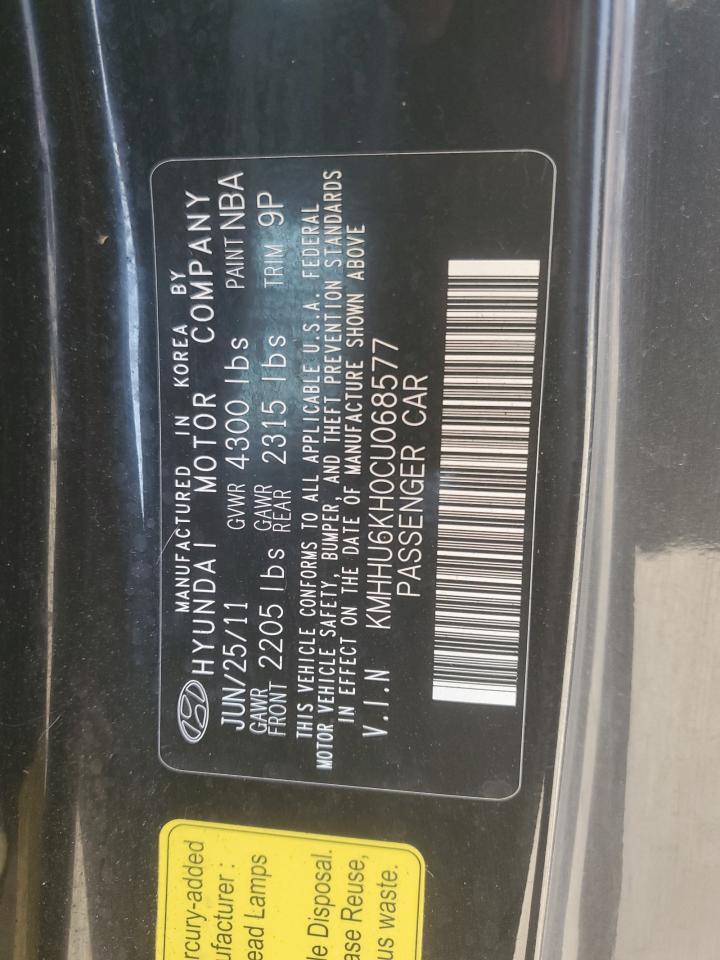 MANUFACTURED IN KOREA BY
HYUNDAI MOTOR COMPANY
JUN/25/11 GVWR 4300 lbs PAINT NBA
GAWR FRONT 2205 lbs GAWR REAR 2315 lbs TRIM 9P
THIS VEHICLE CONFORMS TO ALL APPLICABLE U.S.A. FEDERAL
MOTOR VEHICLE SAFETY, BUMPER, AND THEFT PREVENTION STANDARDS
IN EFFECT ON THE DATE OF MANUFACTURE SHOWN ABOVE
V.I.N KMHHU6KH0CU068577
PASSENGER CAR
rcury-added
ufacturer :
ead Lamps
le Disposal.
ase Reuse,
us waste.